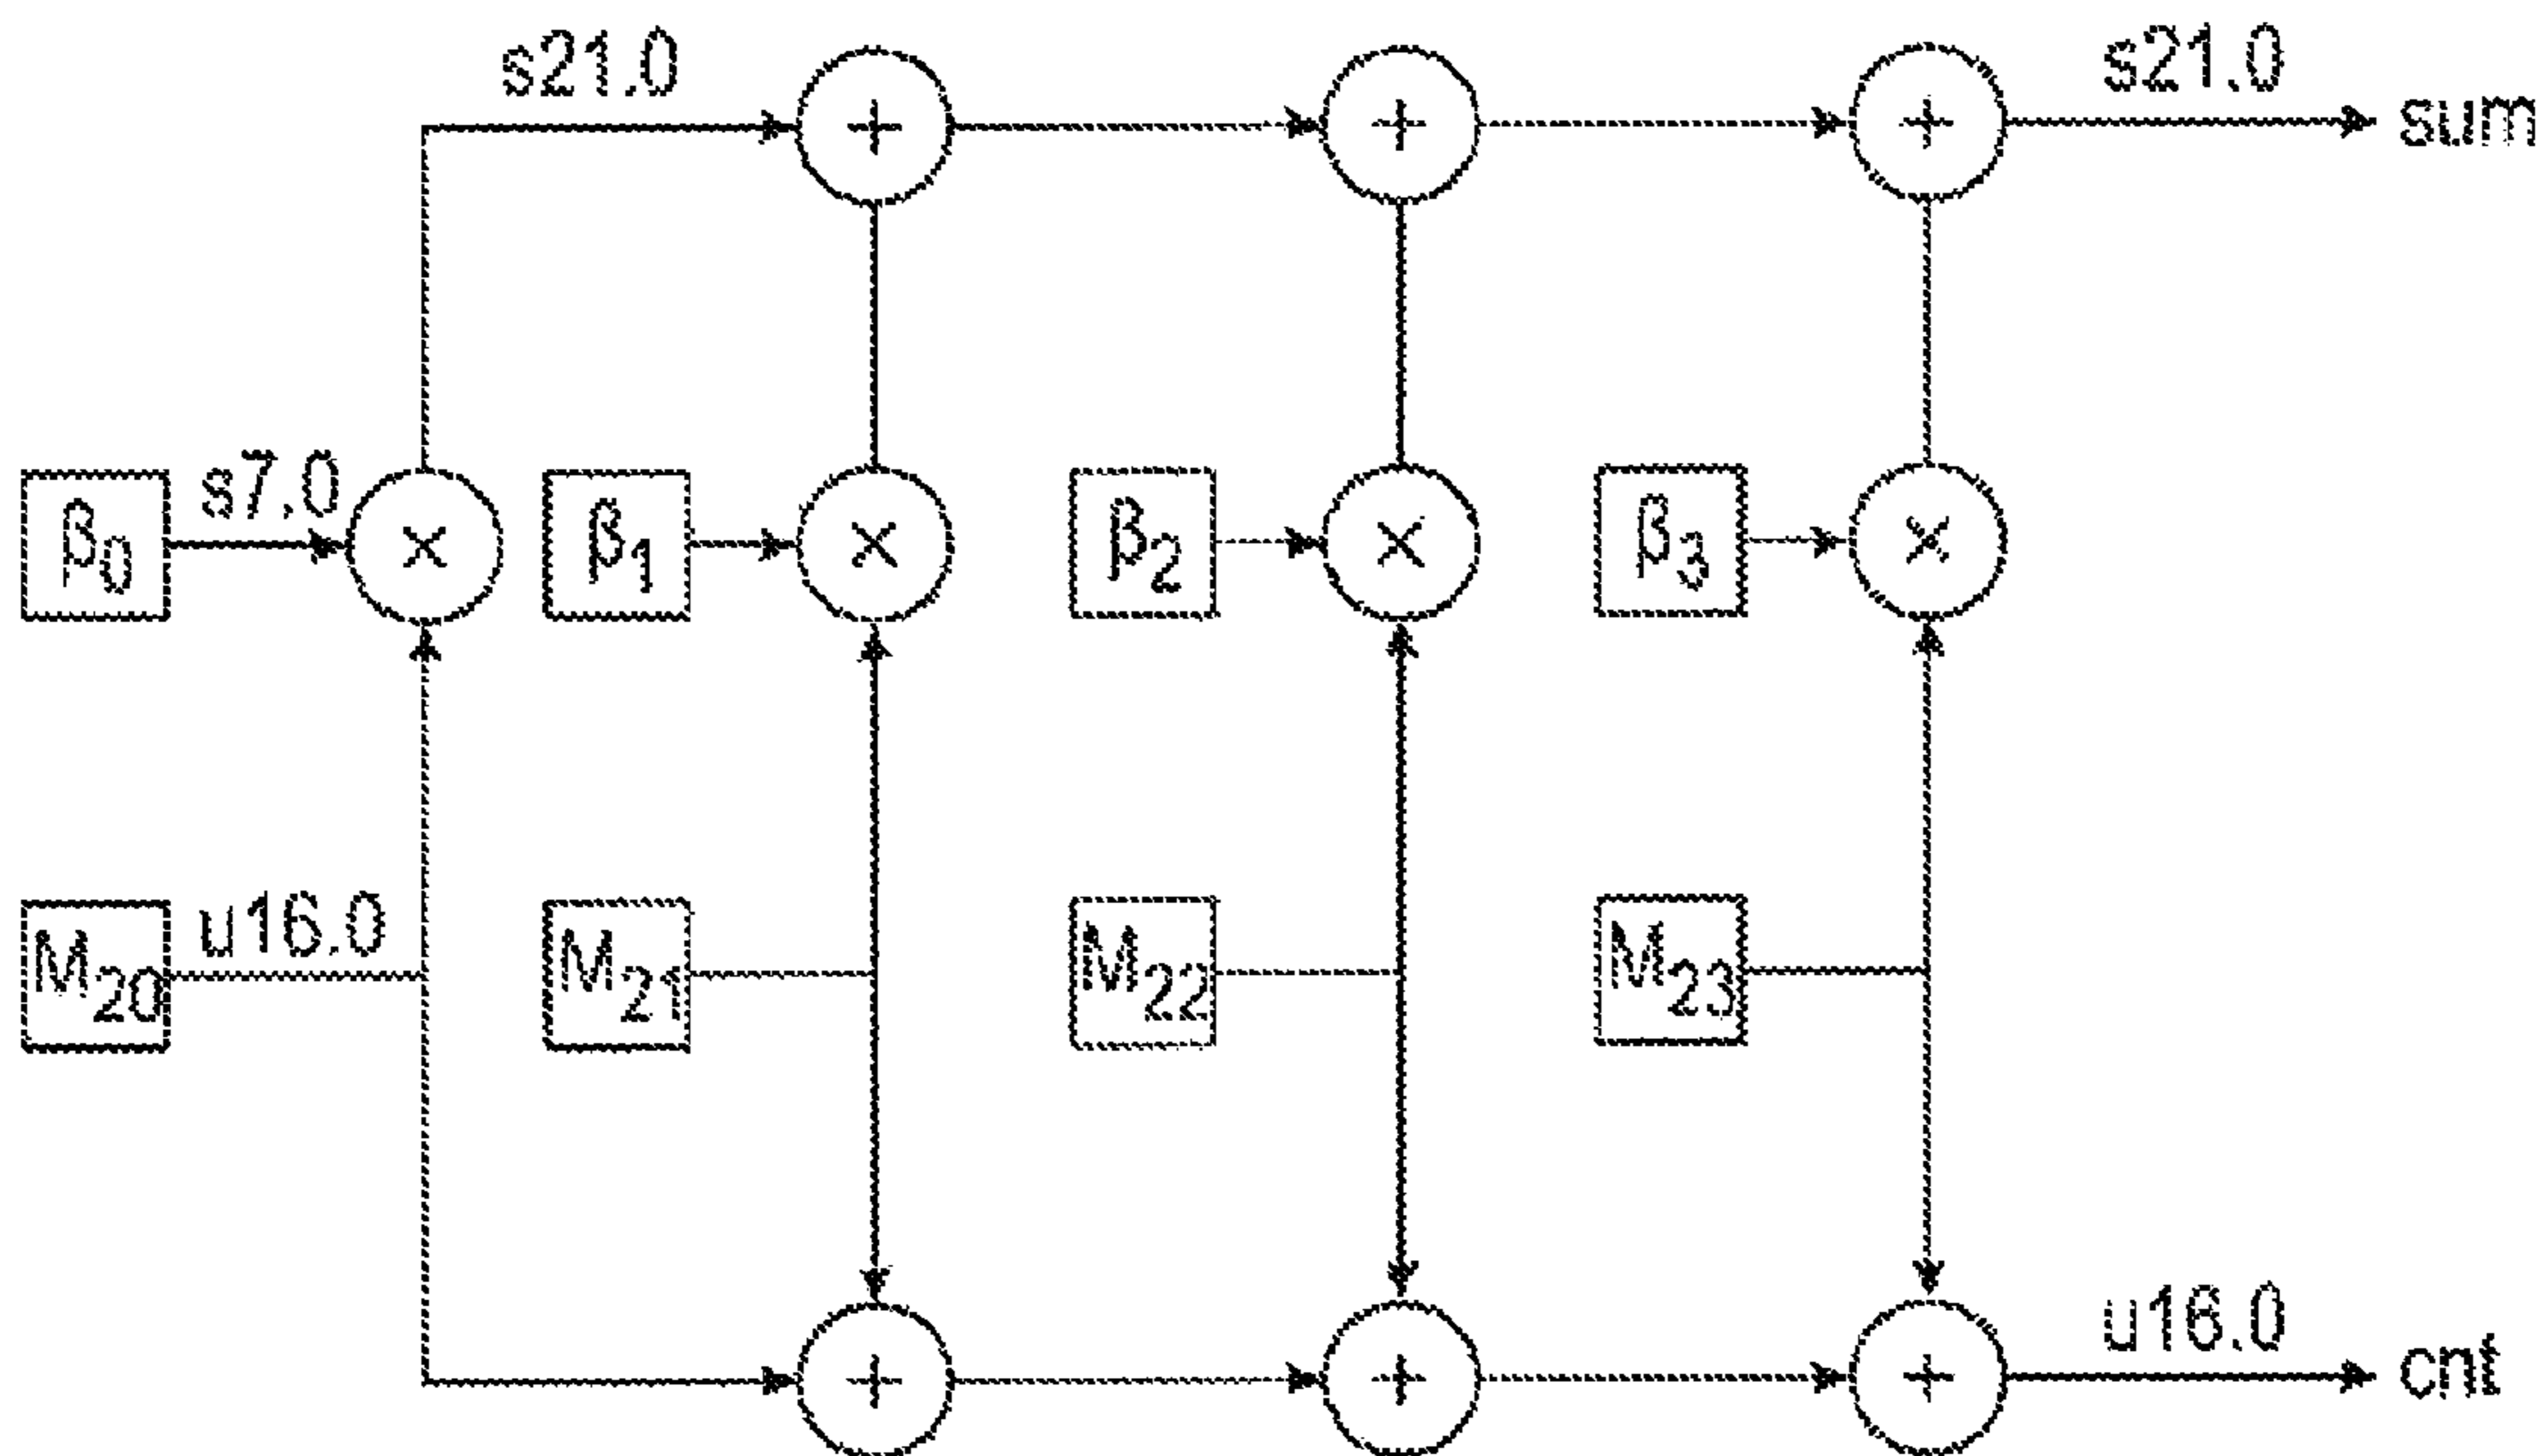 s21.0 + + + s21.0 sum
β₀ s7.0 × β₁ × β₂ × β₃ ×
M₂₀ u16.0 M₂₁ M₂₂ M₂₃
+ + + u16.0 cnt